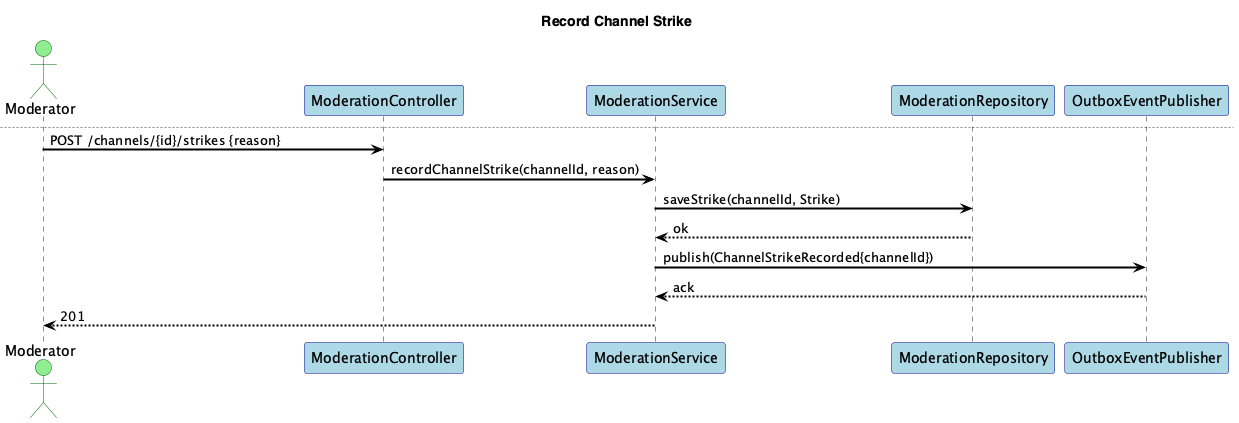 Record Channel Strike
Moderator
ModerationController
ModerationService
ModerationRepository
OutboxEventPublisher
POST /channels/{id}/strikes {reason}
recordChannelStrike(channelId, reason)
saveStrike(channelId, Strike)
ok
publish(ChannelStrikeRecorded{channelId})
ack
201
Moderator
ModerationController
ModerationService
ModerationRepository
OutboxEventPublisher